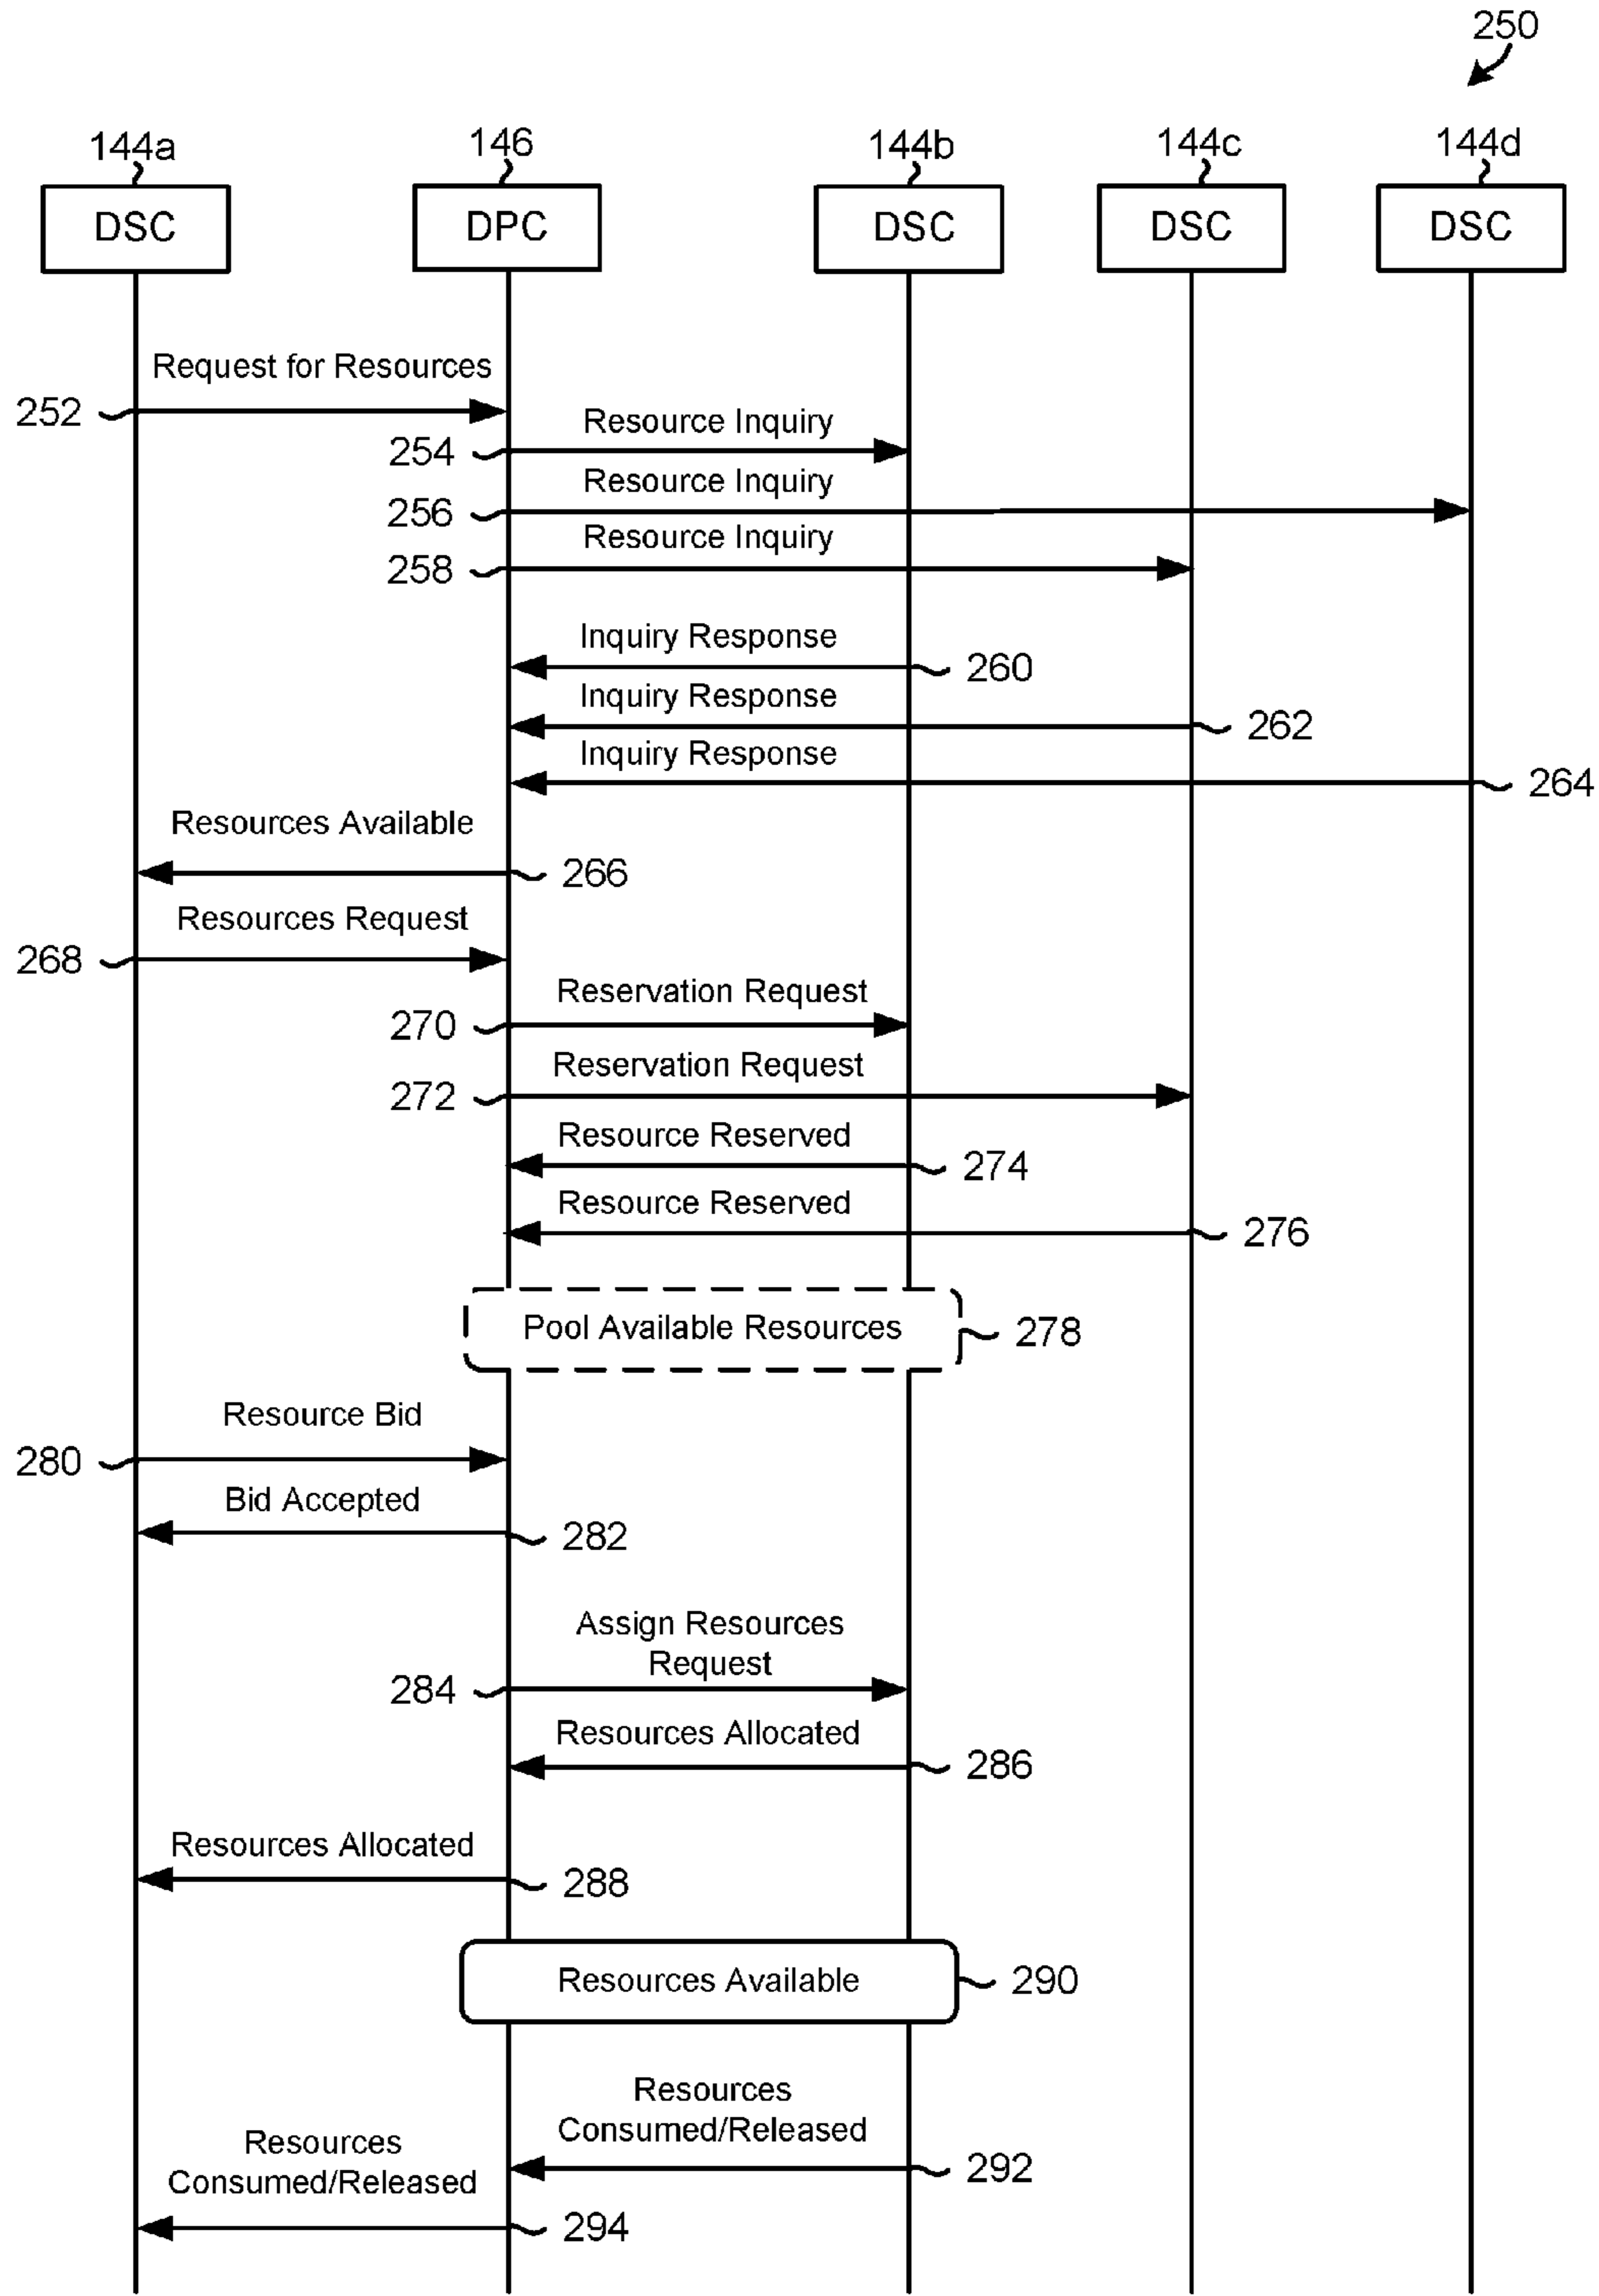 250
144a
146
144b
144c
144d
DSC
DPC
DSC
DSC
DSC
Request for Resources
252
Resource Inquiry
254
Resource Inquiry
256
Resource Inquiry
258
Inquiry Response
260
Inquiry Response
262
Inquiry Response
264
Resources Available
266
Resources Request
268
Reservation Request
270
Reservation Request
272
Resource Reserved
274
Resource Reserved
276
Pool Available Resources
278
Resource Bid
280
Bid Accepted
282
Assign Resources
Request
284
Resources Allocated
286
Resources Allocated
288
Resources Available
290
Resources
Consumed/Released
292
Resources
Consumed/Released
294